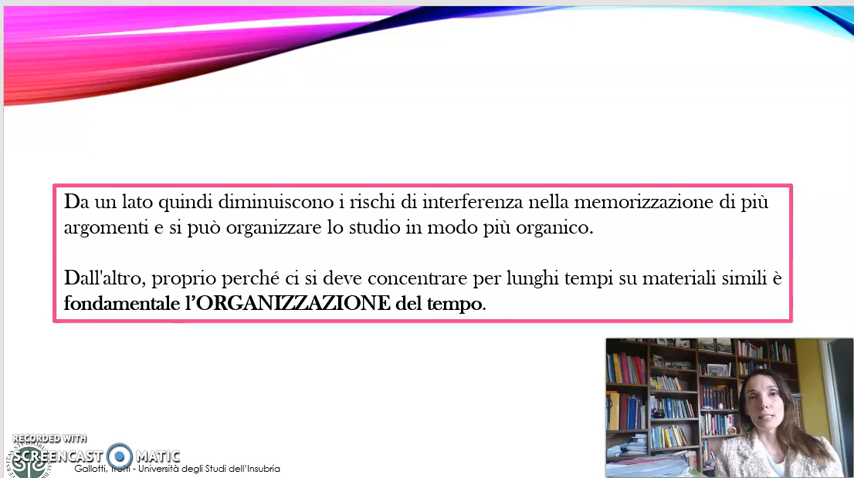 Da un lato quindi diminuiscono i rischi di interferenza nella memorizzazione di più
argomenti e si può organizzare lo studio in modo più organico.
Dall'altro, proprio perché ci si deve concentrare per lunghi tempi su materiali simili è
fondamentale l'ORGANIZZAZIONE del tempo.
RECORDED WITH
SCREENCAST MATIC
Gallotti, - Università degli Studi dell'Insubria